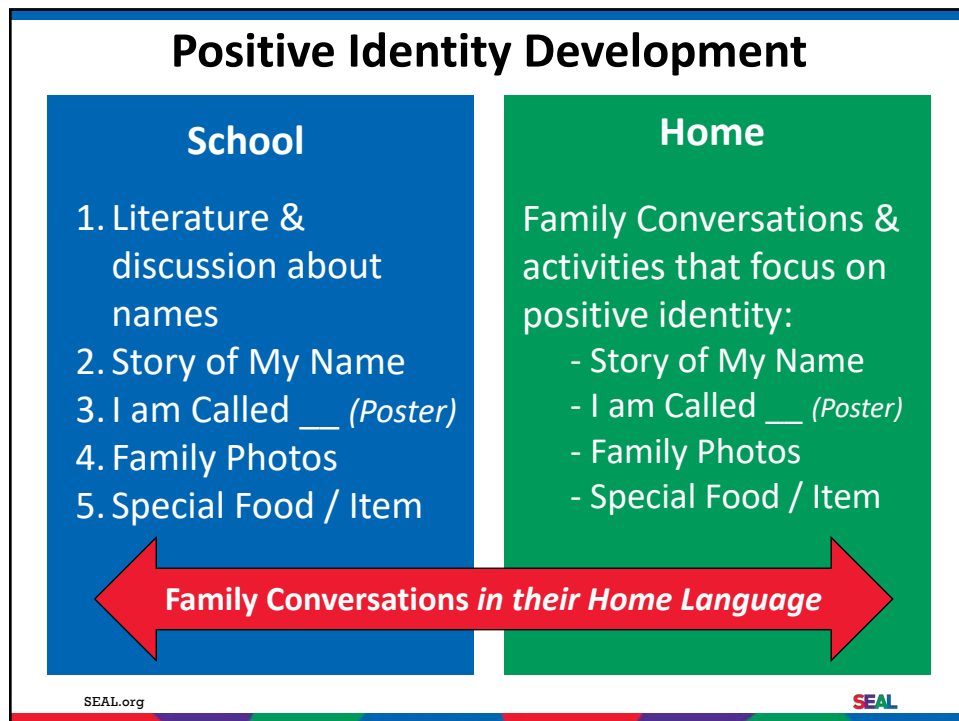 Positive Identity Development
School
1. Literature &
discussion about
names
2. Story of My Name
3. I am Called __ (Poster)
4. Family Photos
5. Special Food / Item
Home
Family Conversations &
activities that focus on
positive identity:
- Story of My Name
- I am Called __ (Poster)
- Family Photos
- Special Food / Item
Family Conversations in their Home Language
SEAL.org
SEAL